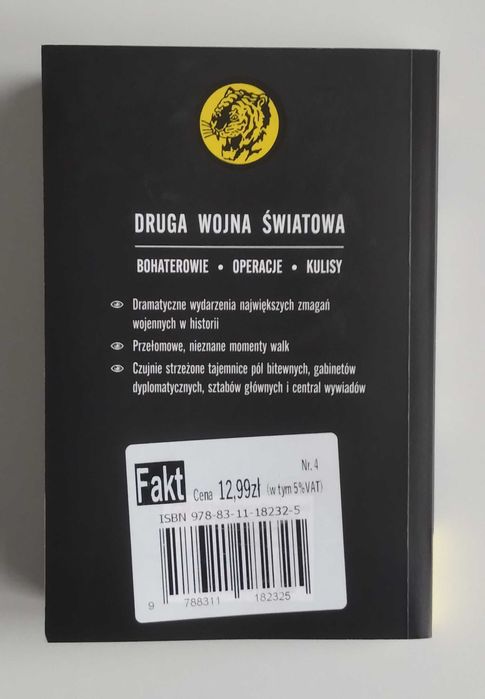 DRUGA WOJNA ŚWIATOWA
BOHATEROWIE • OPERACJE • KULISY
Dramatyczne wydarzenia największych zmagań
wojennych w historii
Przełomowe, nieznane momenty walk
Czujnie strzeżone tajemnice pól bitewnych, gabinetów
dyplomatycznych, sztabów głównych i central wywiadów
Nr. 4
Fakt Cena 12,99zł (w tym 5%VAT)
ISBN 978-83-11-18232-5
9 788311 182325